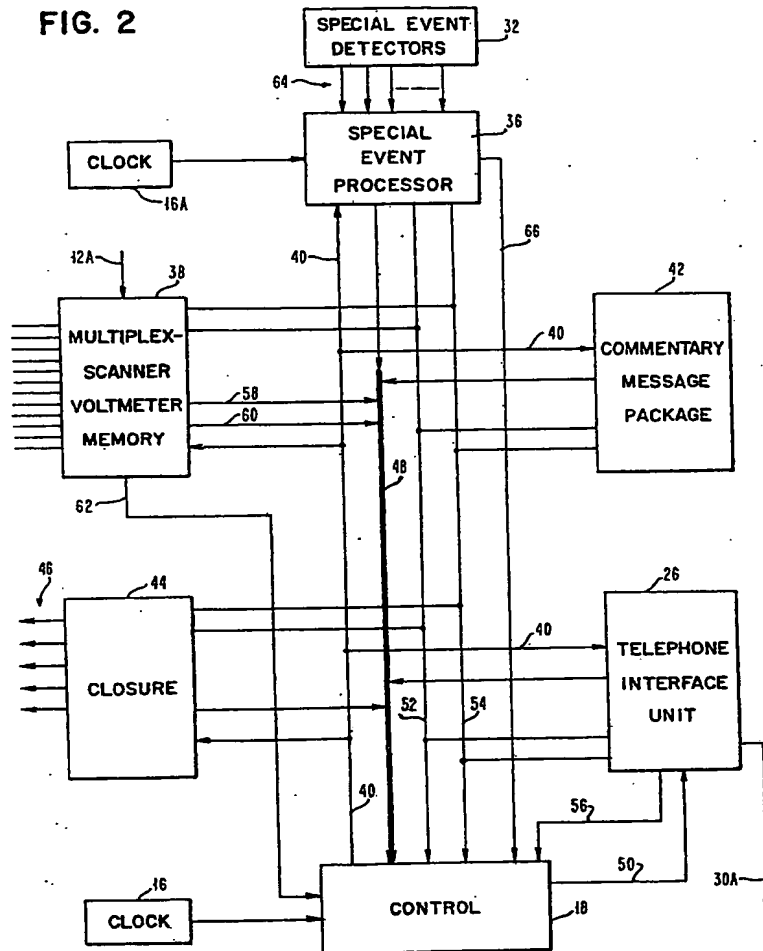 FIG. 2
SPECIAL EVENT
DETECTORS
32
64
SPECIAL
EVENT
PROCESSOR
36
CLOCK
16A
66
12A
38
40
42
MULTIPLEX-
SCANNER
VOLTMETER
MEMORY
58
60
40
COMMENTARY
MESSAGE
PACKAGE
48
62
46
44
CLOSURE
26
40
TELEPHONE
INTERFACE
UNIT
52
54
40
56
50
30A
16
CLOCK
CONTROL
18